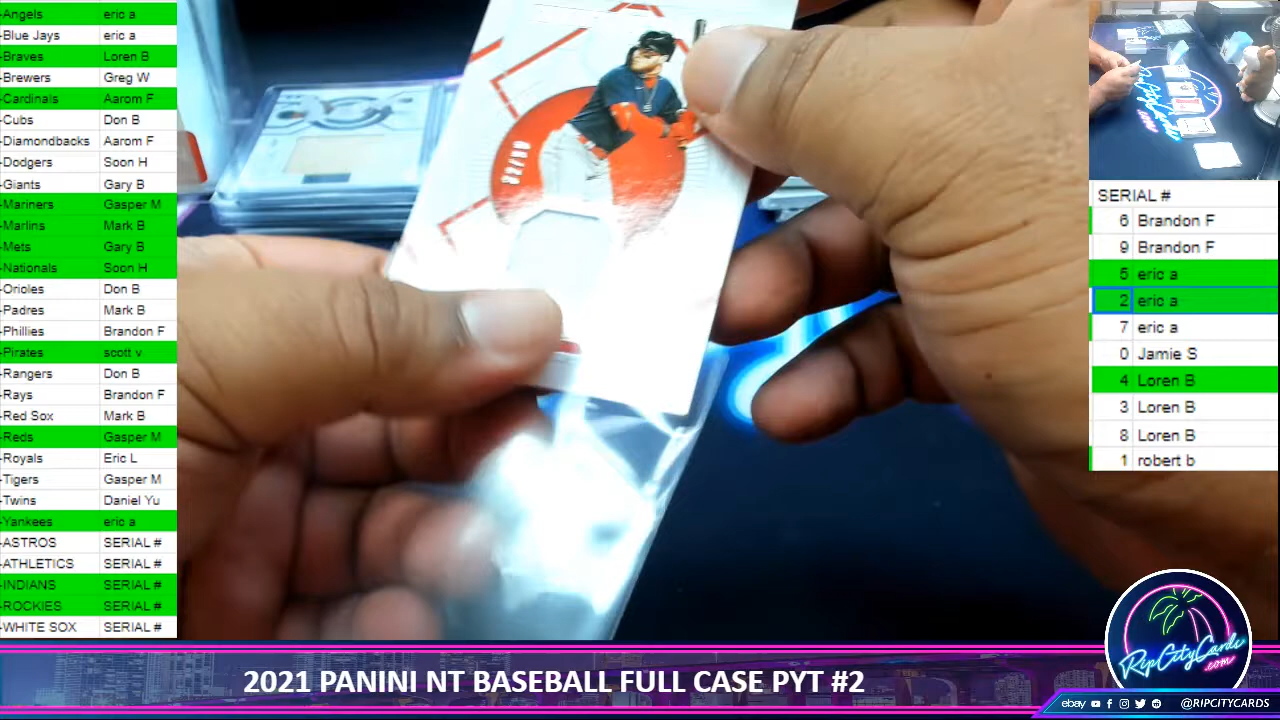 -Angels eric a
-Blue Jays eric a
-Braves Loren B
-Brewers Greg W
-Cardinals Aarom F
-Cubs Don B
-Diamondbacks Aarom F
-Dodgers Soon H
-Giants Gary B
-Mariners Gasper M
-Marlins Mark B
-Mets Gary B
-Nationals Soon H
-Orioles Don B
-Padres Mark B
-Phillies Brandon F
-Pirates scott v
-Rangers Don B
-Rays Brandon F
-Red Sox Mark B
-Reds Gasper M
-Royals Eric L
-Tigers Gasper M
-Twins Daniel Yu
-Yankees eric a
-ASTROS SERIAL #
-ATHLETICS SERIAL #
-INDIANS SERIAL #
-ROCKIES SERIAL #
-WHITE SOX SERIAL #
SERIAL #
6 Brandon F
9 Brandon F
5 eric a
2 eric a
7 eric a
0 Jamie S
4 Loren B
3 Loren B
8 Loren B
1 robert b
2021 PANINI NT BASEBALL FULL CASE PYT #2
RipCityCards
.com
ebay @RIPCITYCARDS